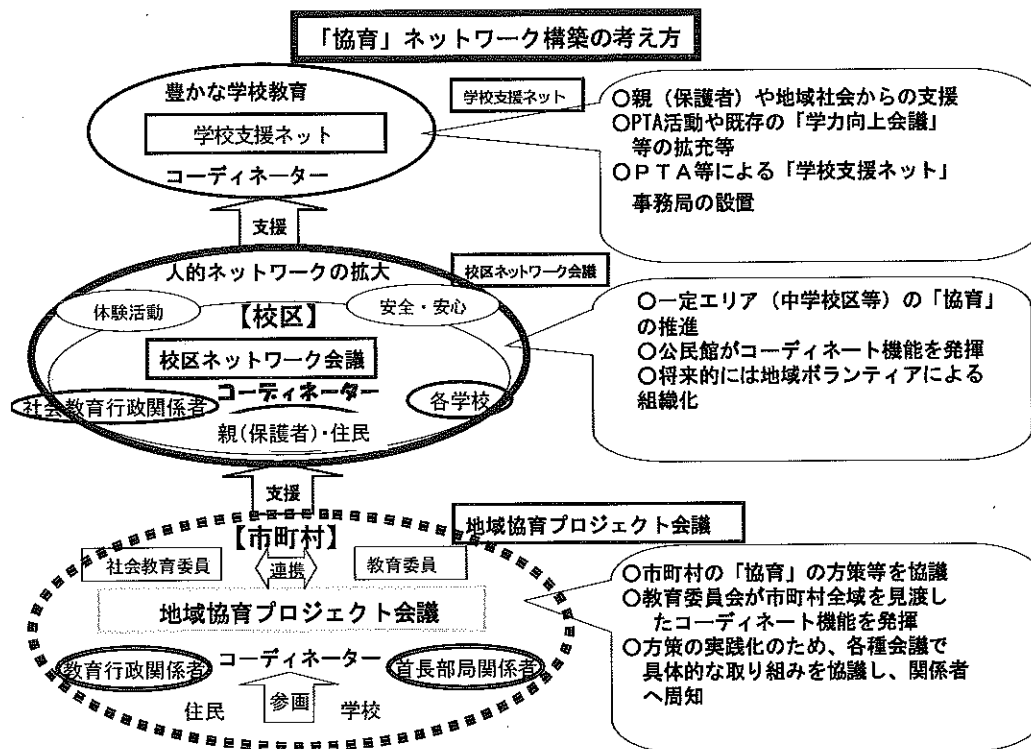 「協育」ネットワーク構築の考え方
豊かな学校教育
学校支援ネット
コーディネーター
学校支援ネット
○親（保護者）や地域社会からの支援
○PTA活動や既存の「学力向上会議」
等の拡充等
○ＰＴＡ等による「学校支援ネット」
事務局の設置
支援
人的ネットワークの拡大
校区ネットワーク会議
体験活動
【校区】
安全・安心
校区ネットワーク会議
コーディネーター
社会教育行政関係者
各学校
親(保護者)・住民
○一定エリア（中学校区等）の「協育」
の推進
○公民館がコーディネート機能を発揮
○将来的には地域ボランティアによる
組織化
支援
【市町村】
地域協育プロジェクト会議
社会教育委員
連携
教育委員
地域協育プロジェクト会議
教育行政関係者
コーディネーター
首長部局関係者
住民
参画
学校
○市町村の「協育」の方策等を協議
○教育委員会が市町村全域を見渡し
たコーディネート機能を発揮
○方策の実践化のため、各種会議で
具体的な取り組みを協議し、関係者
へ周知